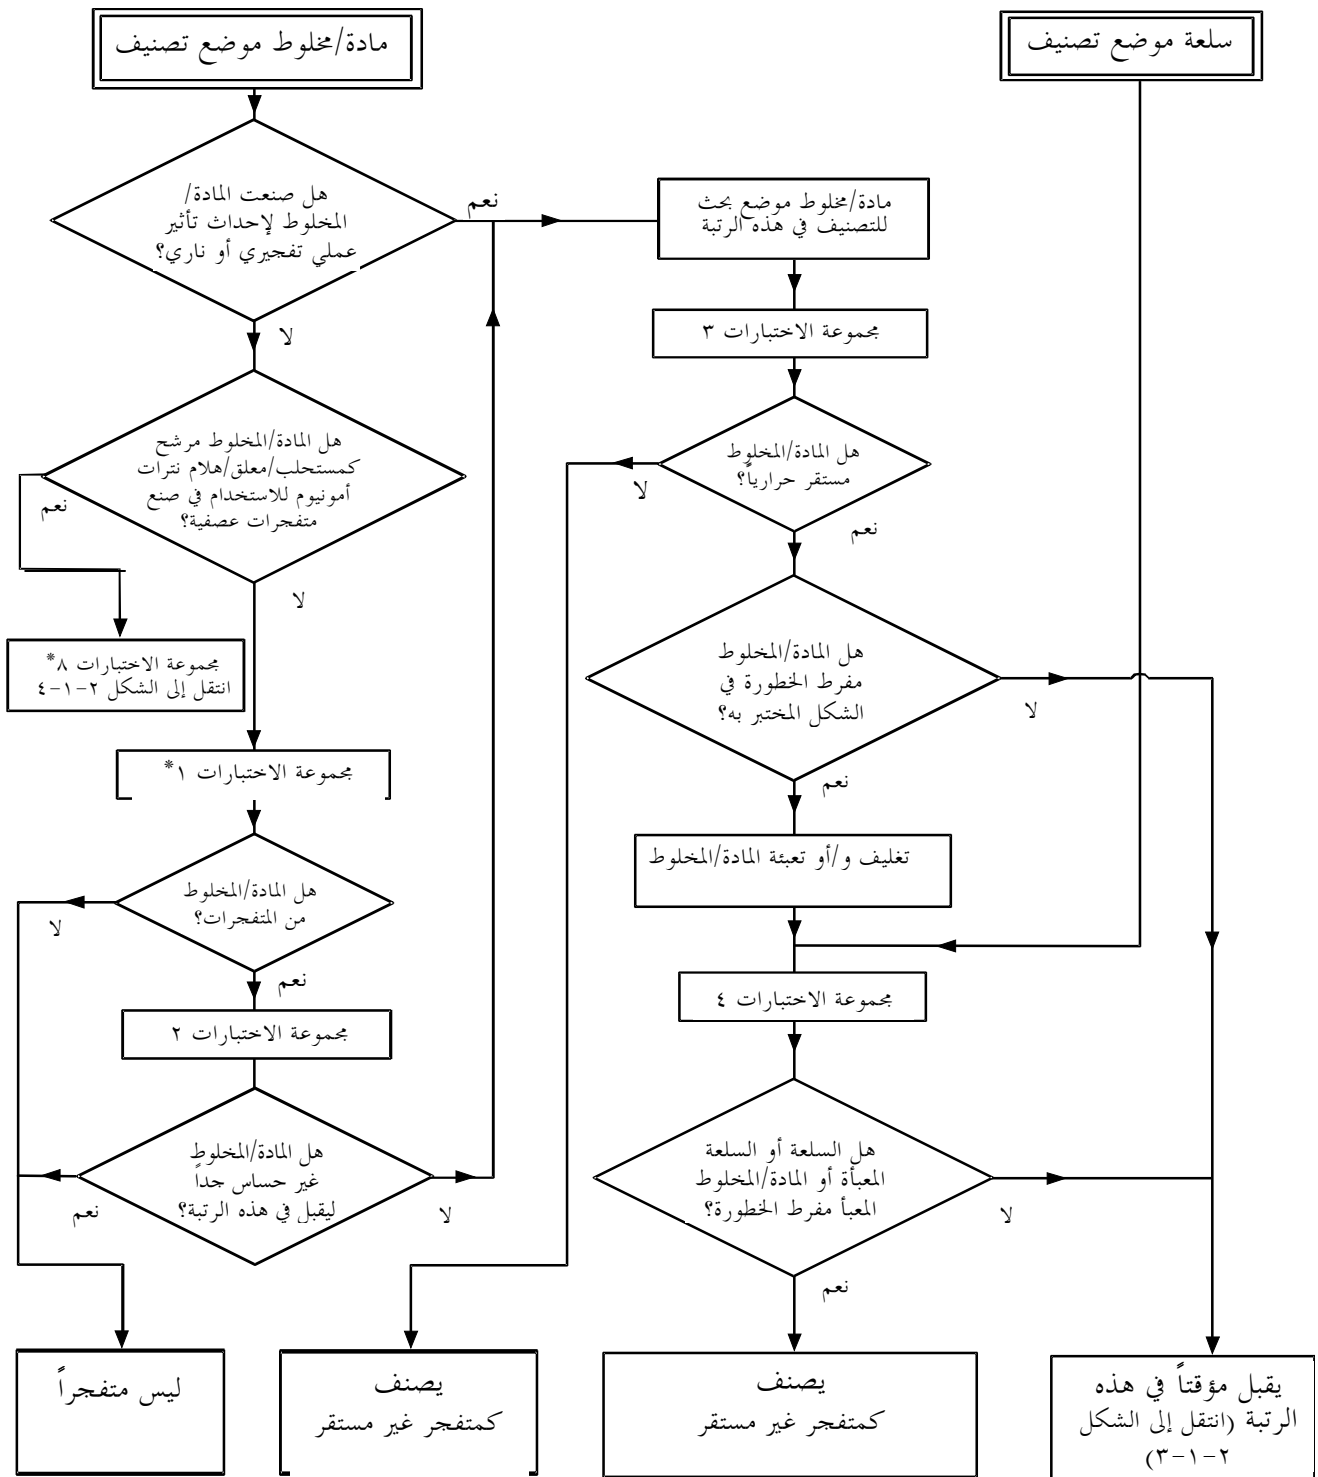 مادة/مخلوط موضع تصنيف
سلعة موضع تصنيف
هل صنعت المادة/
المخلوط لإحداث تأثير
عملي تفجيري أو ناري؟
نعم
لا
مادة/مخلوط موضع بحث
للتصنيف في هذه الرتبة
مجموعة الاختبارات ٣
هل المادة/المخلوط
مستقر حرارياً؟
لا
نعم
هل المادة/المخلوط مرشح
كمستحلب/معلق/هلام نترات
أمونيوم للاستخدام في صنع
متفجرات عصفية؟
نعم
لا
مجموعة الاختبارات ٨*
انتقل إلى الشكل ٢-١-٤
هل المادة/المخلوط
مفرط الخطورة في
الشكل المختبر به؟
لا
نعم
مجموعة الاختبارات ١*
تغليف و/أو تعبئة المادة/المخلوط
هل المادة/المخلوط
من المتفجرات؟
لا
نعم
مجموعة الاختبارات ٤
مجموعة الاختبارات ٢
هل المادة/المخلوط
غير حساس جداً
ليقبل في هذه الرتبة؟
نعم
لا
هل السلعة أو السلعة
المعبأة أو المادة/المخلوط
المعبأ مفرط الخطورة؟
لا
نعم
ليس متفجراً
يصنف
كمتفجر غير مستقر
يصنف
كمتفجر غير مستقر
يقبل مؤقتاً في هذه
الرتبة (انتقل إلى الشكل
٢-١-٣)